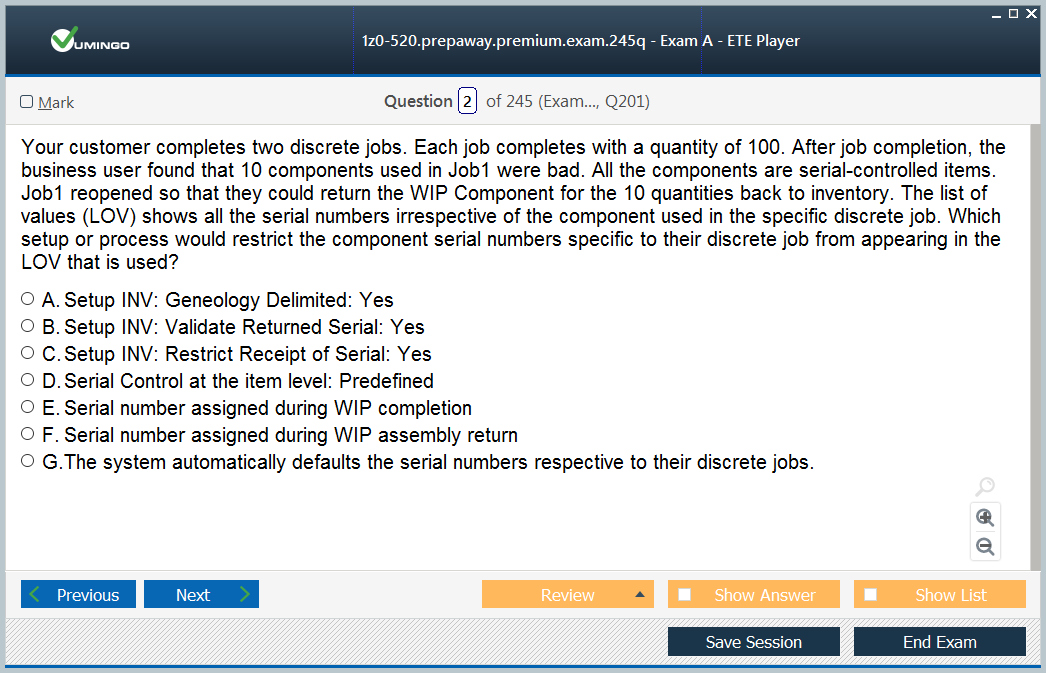 VUMINGO
1z0-520.prepaway.premium.exam.245q - Exam A - ETE Player
Mark
Question 2 of 245 (Exam..., Q201)
Your customer completes two discrete jobs. Each job completes with a quantity of 100. After job completion, the
business user found that 10 components used in Job1 were bad. All the components are serial-controlled items.
Job1 reopened so that they could return the WIP Component for the 10 quantities back to inventory. The list of
values (LOV) shows all the serial numbers irrespective of the component used in the specific discrete job. Which
setup or process would restrict the component serial numbers specific to their discrete job from appearing in the
LOV that is used?
A. Setup INV: Geneology Delimited: Yes
B. Setup INV: Validate Returned Serial: Yes
C. Setup INV: Restrict Receipt of Serial: Yes
D. Serial Control at the item level: Predefined
E. Serial number assigned during WIP completion
F. Serial number assigned during WIP assembly return
G.The system automatically defaults the serial numbers respective to their discrete jobs.
Previous
Next
Review
Show Answer
Show List
Save Session
End Exam